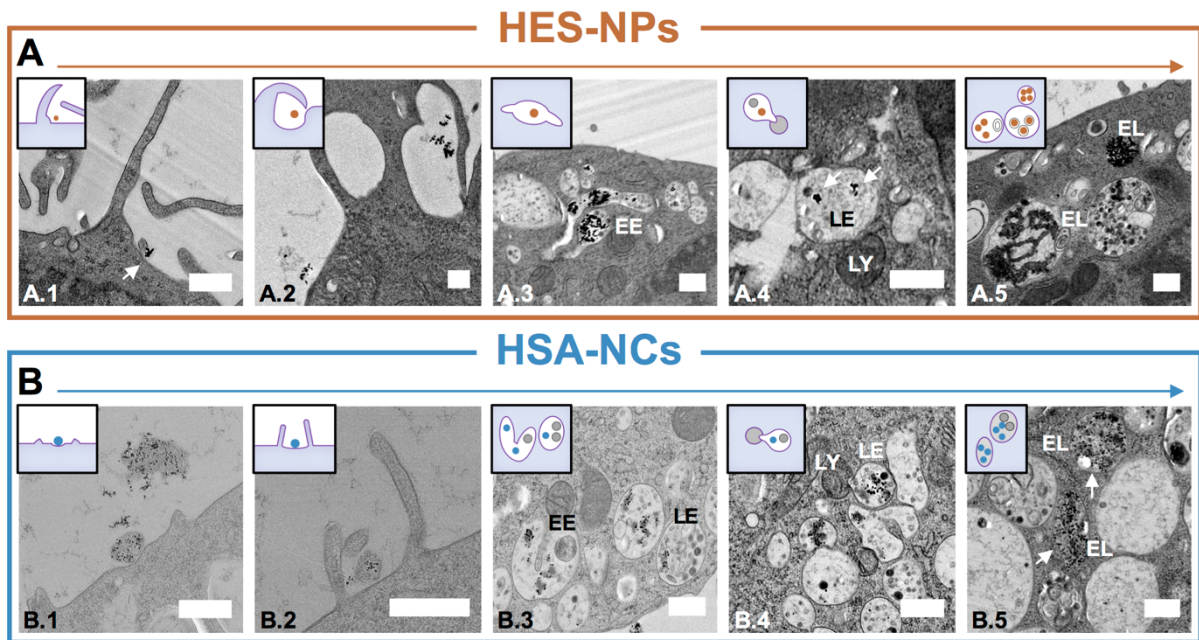 HES-NPs
A
A.1
A.2
EE
A.3
LE
LY
A.4
EL
EL
A.5
HSA-NCs
B
B.1
B.2
EE
LE
B.3
LY
LE
B.4
EL
EL
B.5